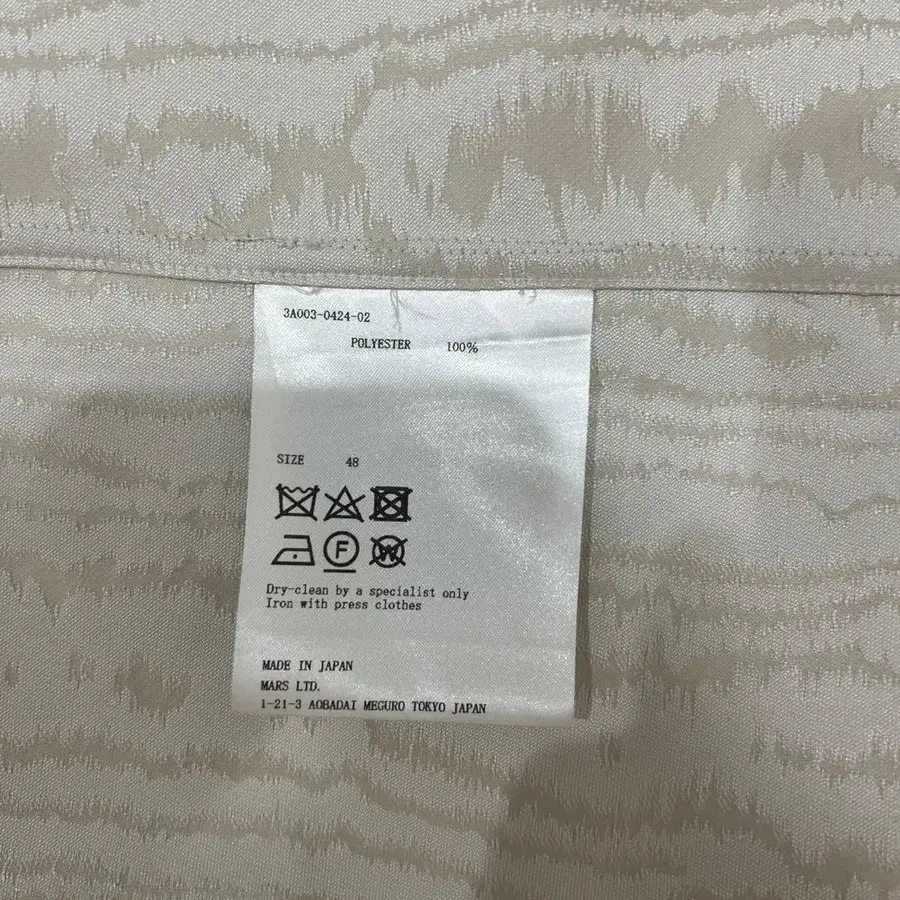 3A003-0424-02
POLYESTER 100%
SIZE 48
F W
Dry-clean by a specialist only
Iron with press clothes
MADE IN JAPAN
MARS LTD.
1-21-3 AOBADAI MEGURO TOKYO JAPAN